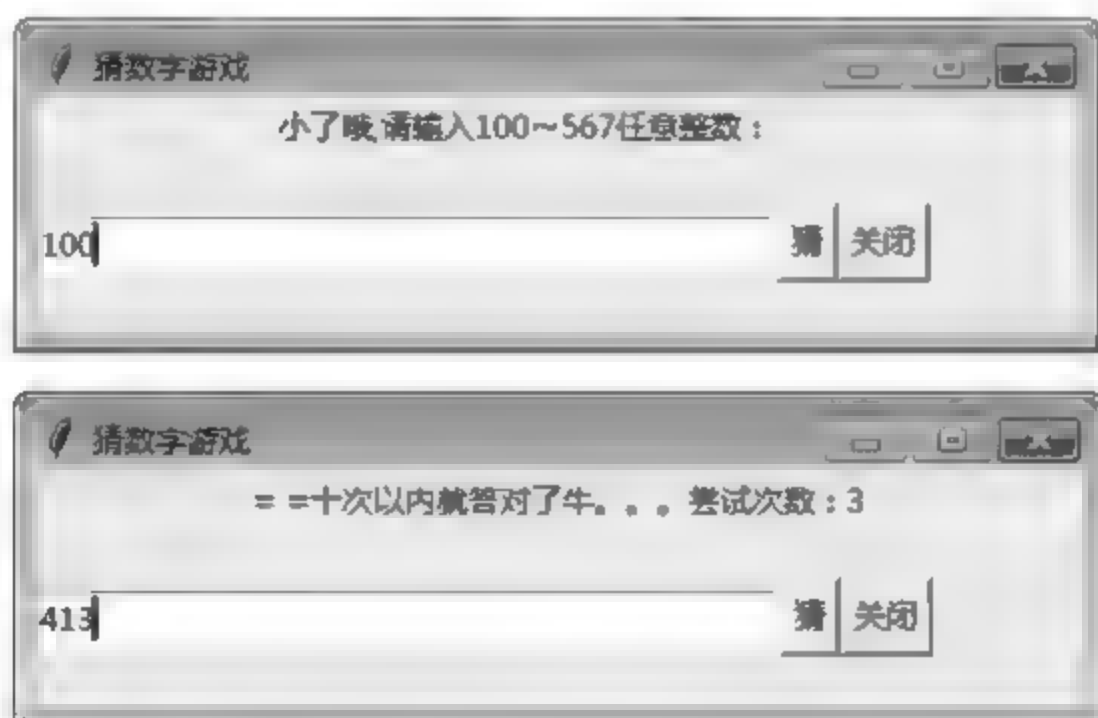 猜数字游戏
小了哦,请输入100~567任意整数：
100
猜 关闭
猜数字游戏
= =十次以内就答对了牛。。。尝试次数：3
413
猜 关闭